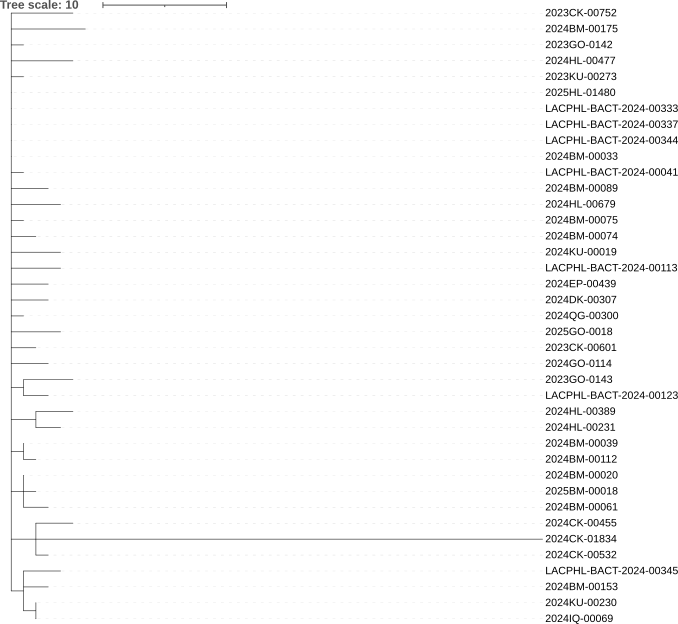 Tree scale: 10
2023CK-00752
2024BM-00175
2023GO-0142
2024HL-00477
2023KU-00273
2025HL-01480
LACPHL-BACT-2024-00333
LACPHL-BACT-2024-00337
LACPHL-BACT-2024-00344
2024BM-00033
LACPHL-BACT-2024-00041
2024BM-00089
2024HL-00679
2024BM-00075
2024BM-00074
2024KU-00019
LACPHL-BACT-2024-00113
2024EP-00439
2024DK-00307
2024QG-00300
2025GO-0018
2023CK-00601
2024GO-0114
2023GO-0143
LACPHL-BACT-2024-00123
2024HL-00389
2024HL-00231
2024BM-00039
2024BM-00112
2024BM-00020
2025BM-00018
2024BM-00061
2024CK-00455
2024CK-01834
2024CK-00532
LACPHL-BACT-2024-00345
2024BM-00153
2024KU-00230
2024IQ-00069